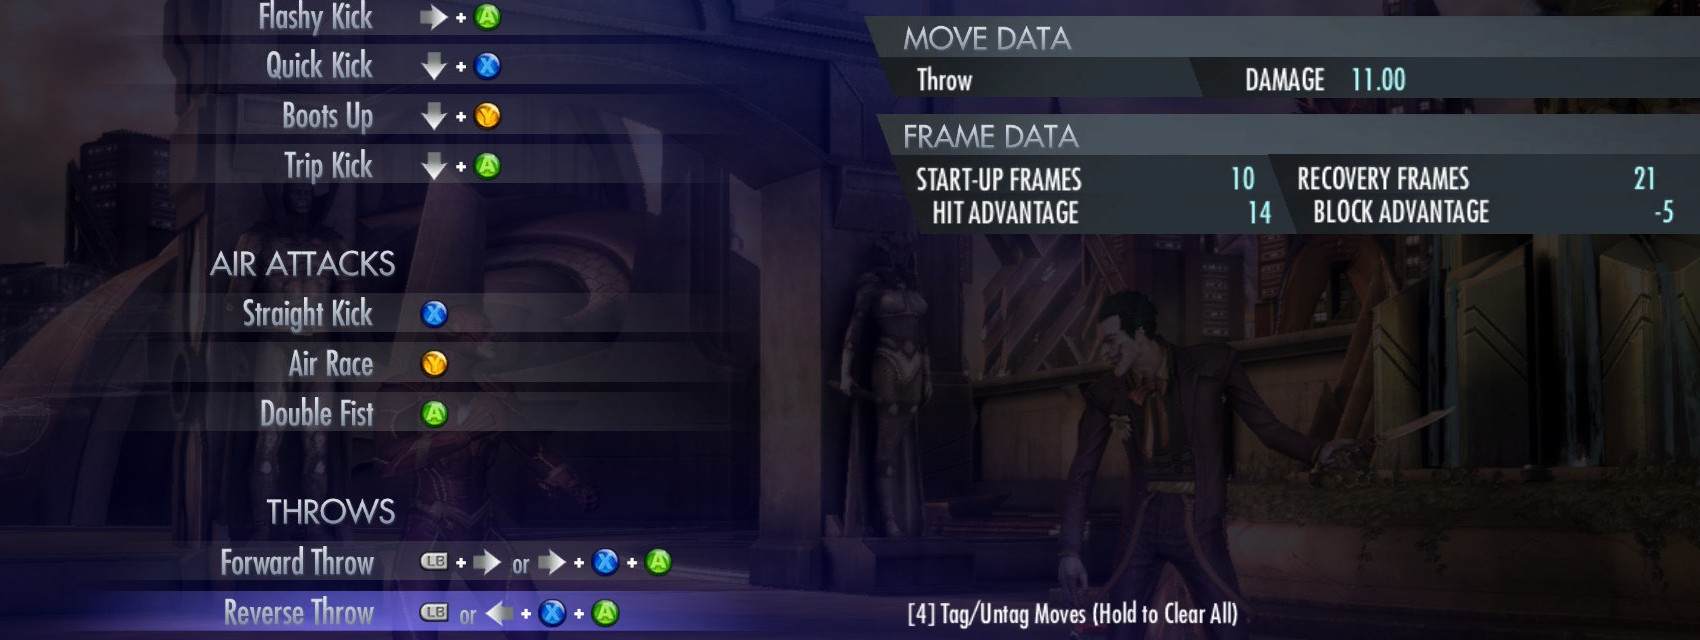 Flashy Kick + A
Quick Kick + X
Boots Up + Y
Trip Kick + A
AIR ATTACKS
Straight Kick X
Air Race Y
Double Fist A
THROWS
Forward Throw LB + or + X + A
Reverse Throw LB or + X + A
MOVE DATA
Throw DAMAGE 11.00
FRAME DATA
START-UP FRAMES 10 RECOVERY FRAMES 21
HIT ADVANTAGE 14 BLOCK ADVANTAGE -5
[4] Tag/Untag Moves (Hold to Clear All)